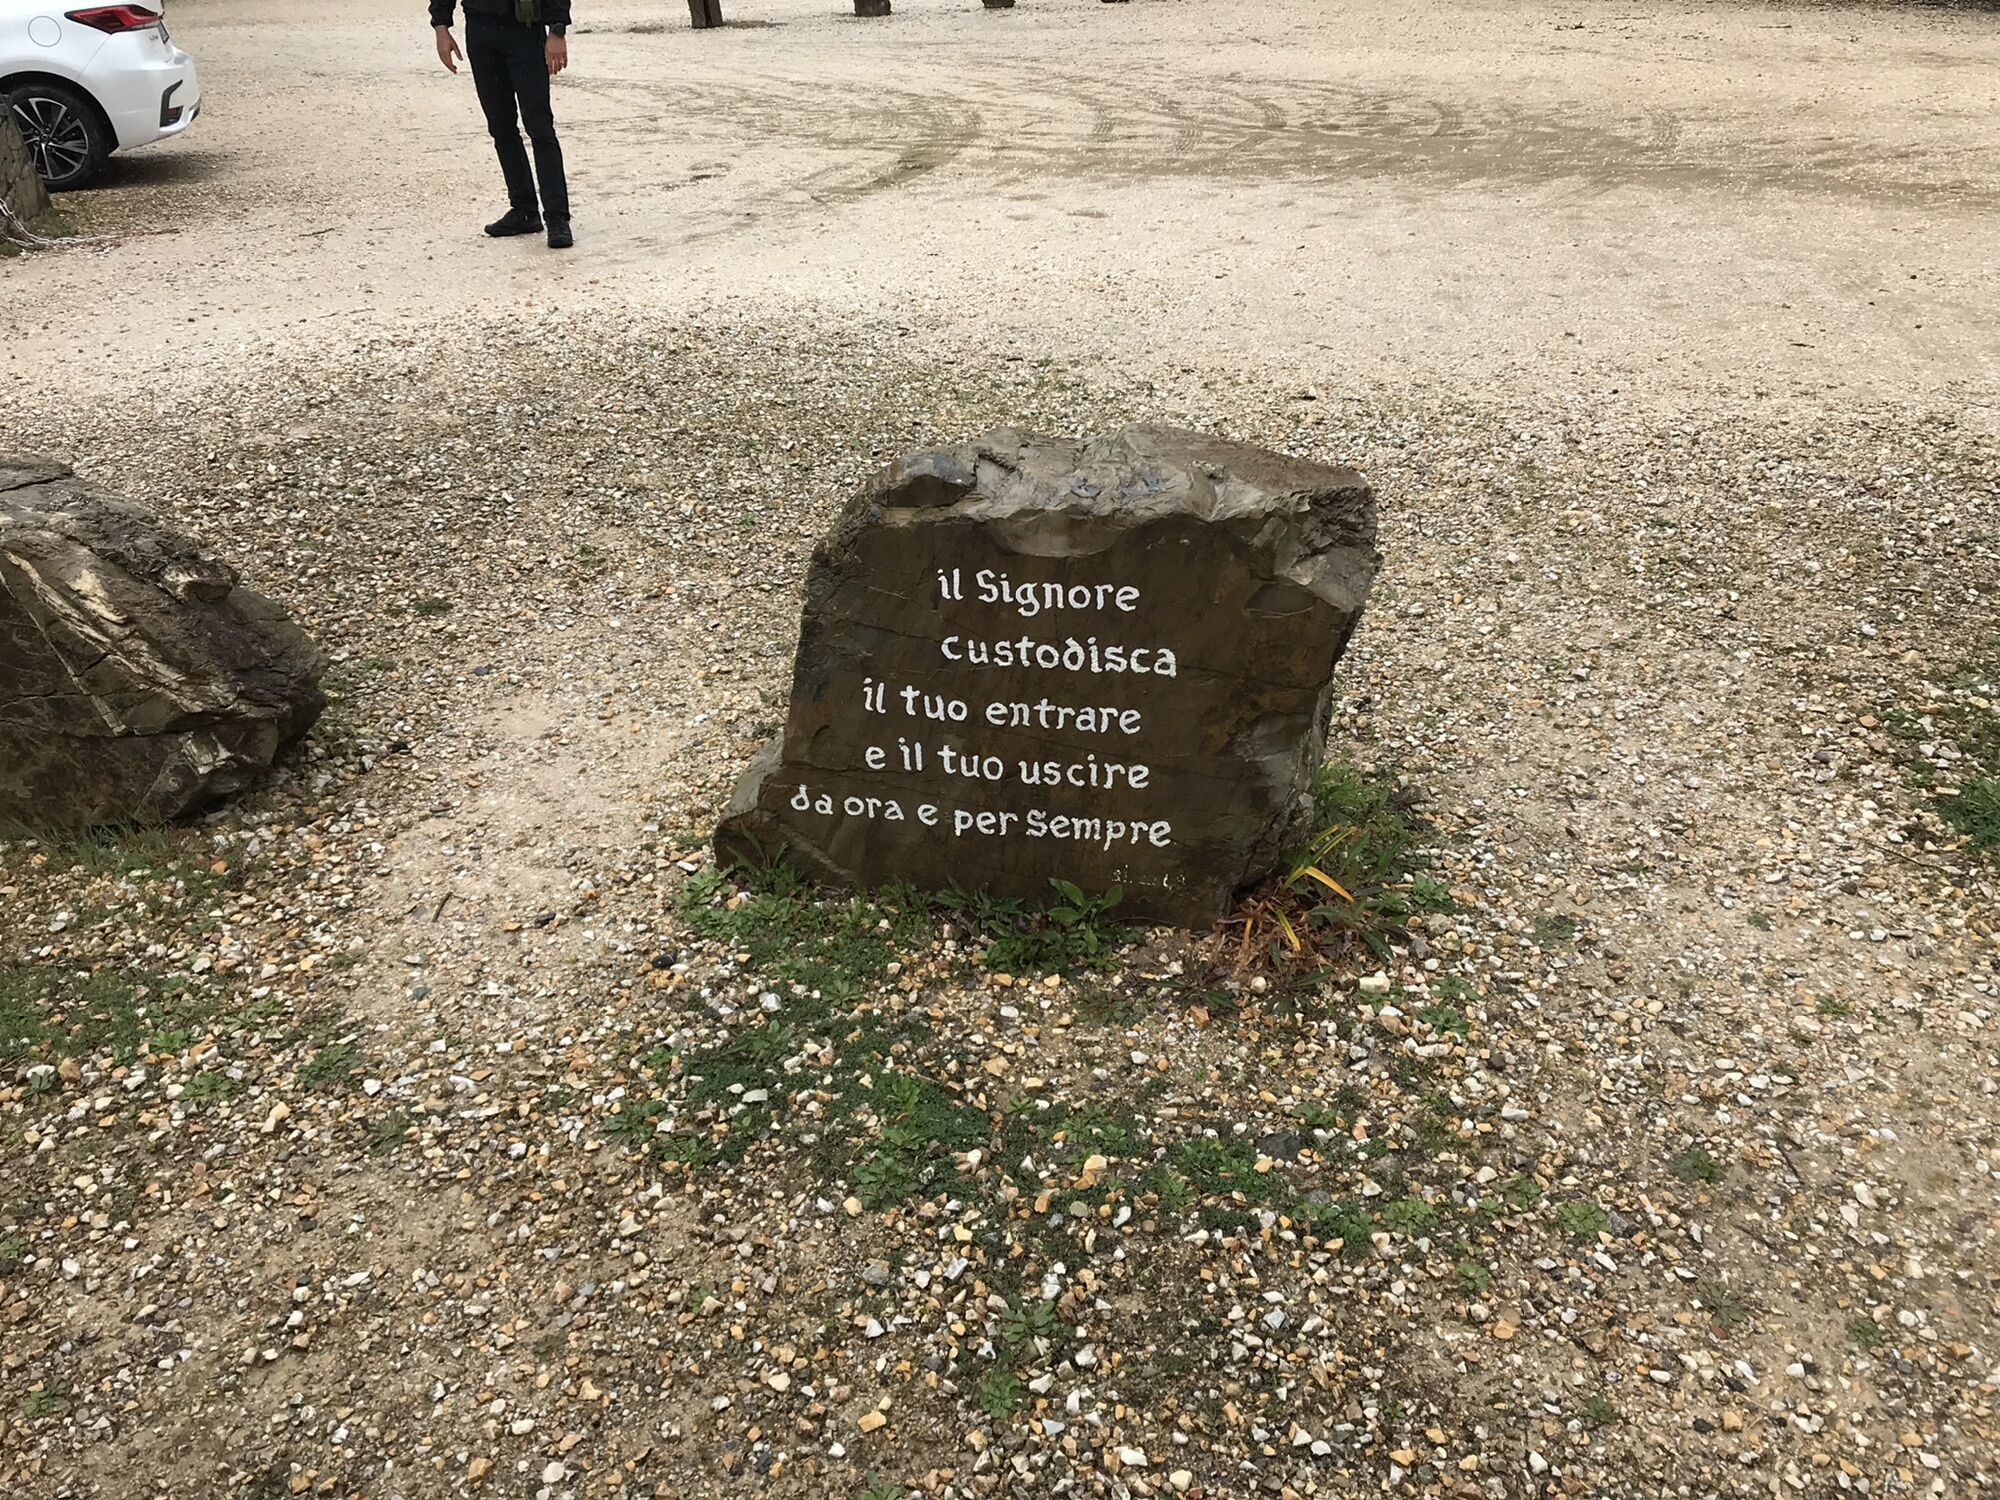 il Signore
custodisca
il tuo entrare
e il tuo uscire
da ora e per sempre